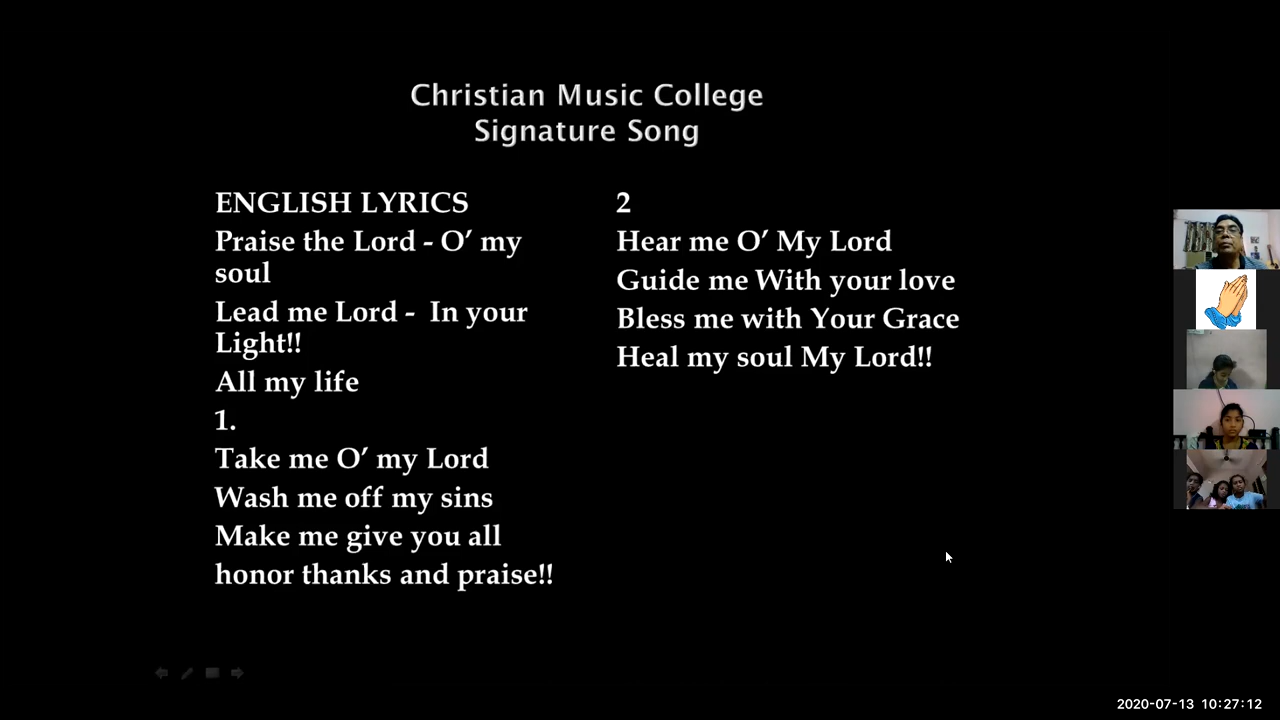 Christian Music College
Signature Song
ENGLISH LYRICS
Praise the Lord - O’ my
soul
Lead me Lord -  In your
Light!!
All my life
1.
Take me O’ my Lord
Wash me off my sins
Make me give you all
honor thanks and praise!!
2
Hear me O’ My Lord
Guide me With your love
Bless me with Your Grace
Heal my soul My Lord!!
2020-07-13 10:27:12